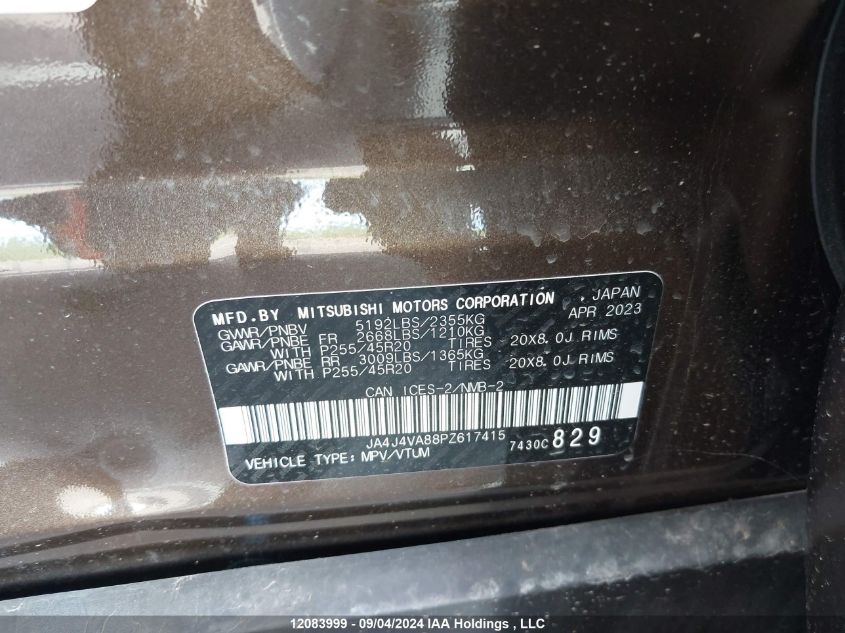 MFD.BY MITSUBISHI MOTORS CORPORATION , JAPAN
GVWR/PNBV 5192LBS/2355KG APR 2023
GAWR/PNBE FR 2668LBS/1210KG
WITH P255/45R20 TIRES 20X8.0J RIMS
GAWR/PNBE RR 3009LBS/1365KG
WITH P255/45R20 TIRES 20X8.0J RIMS
CAN ICES-2/NMB-2
JA4J4VA88PZ617415 7430C 829
VEHICLE TYPE: MPV/VTUM
12083999 - 09/04/2024 IAA Holdings , LLC